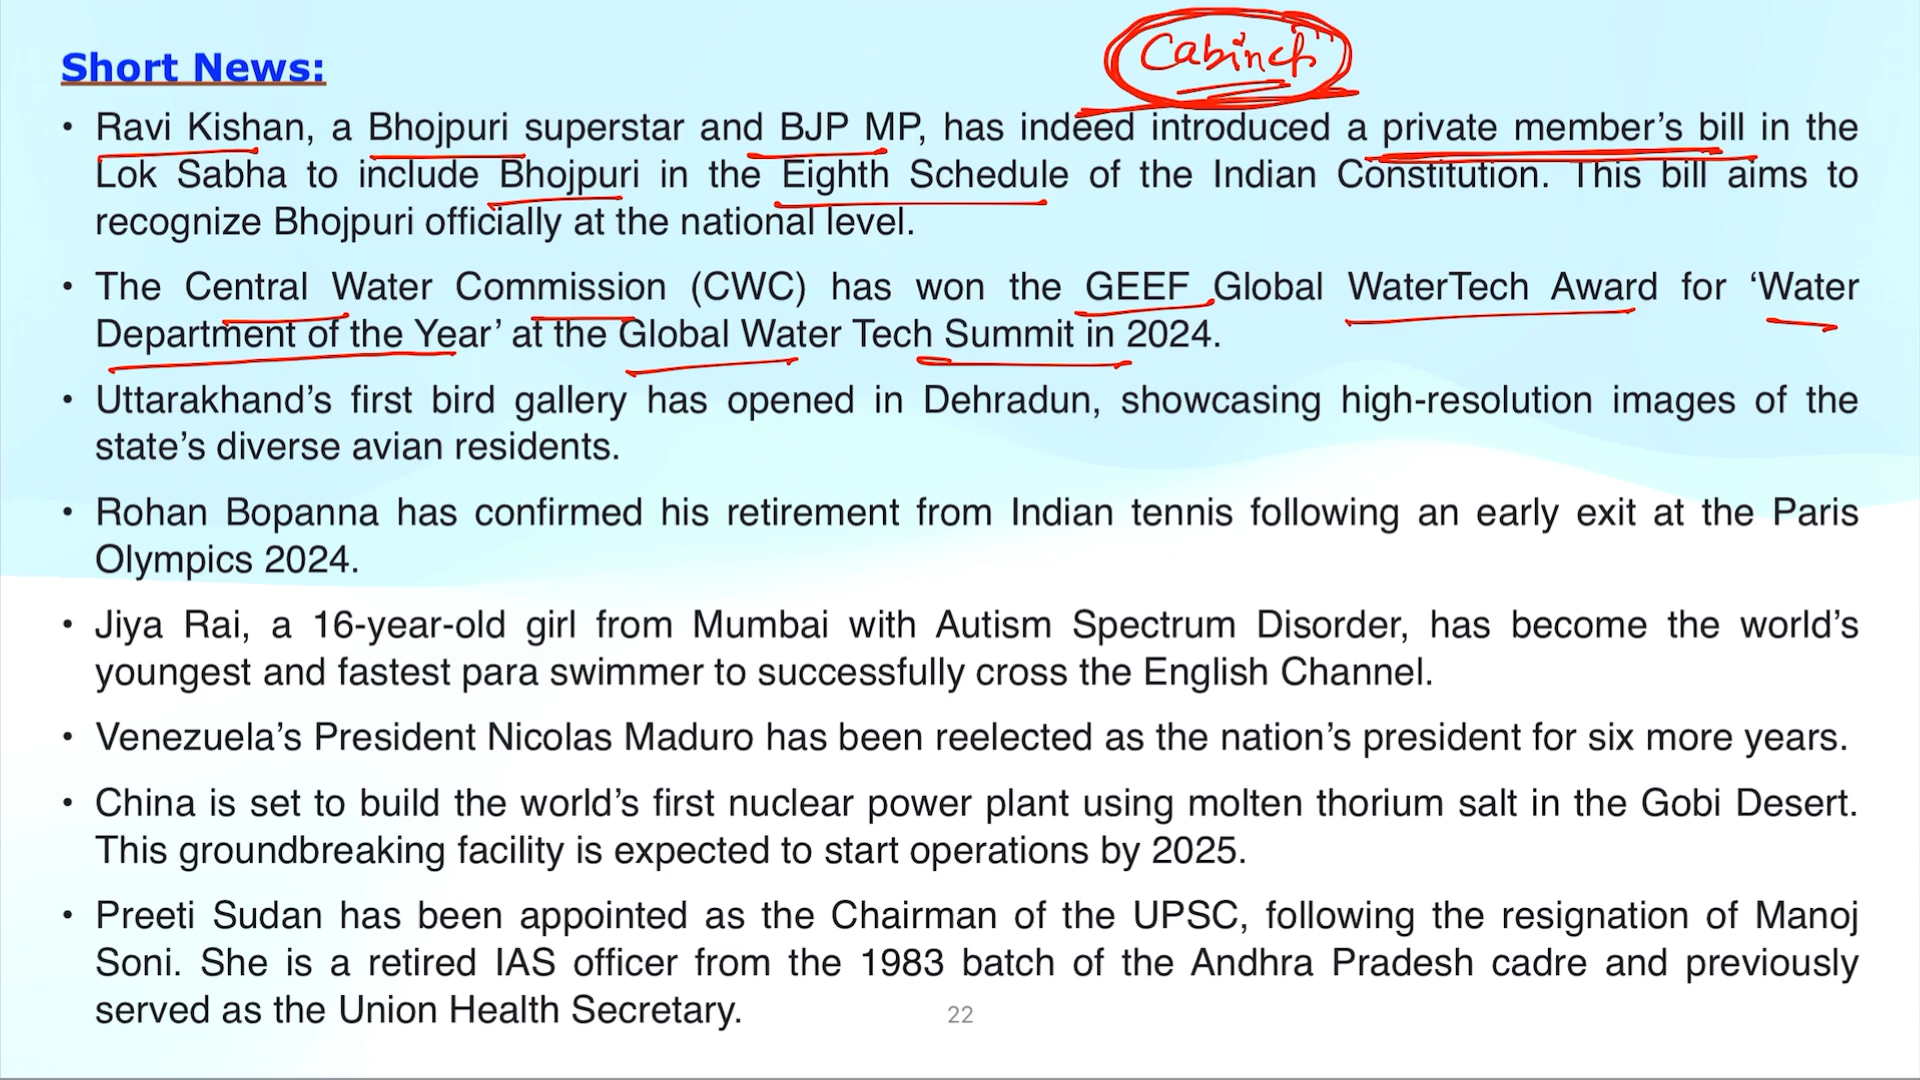 Cabinet
Short News:
• Ravi Kishan, a Bhojpuri superstar and BJP MP, has indeed introduced a private member’s bill in the
Lok Sabha to include Bhojpuri in the Eighth Schedule of the Indian Constitution. This bill aims to
recognize Bhojpuri officially at the national level.
• The Central Water Commission (CWC) has won the GEEF Global WaterTech Award for ‘Water
Department of the Year’ at the Global Water Tech Summit in 2024.
• Uttarakhand’s first bird gallery has opened in Dehradun, showcasing high-resolution images of the
state’s diverse avian residents.
• Rohan Bopanna has confirmed his retirement from Indian tennis following an early exit at the Paris
Olympics 2024.
• Jiya Rai, a 16-year-old girl from Mumbai with Autism Spectrum Disorder, has become the world’s
youngest and fastest para swimmer to successfully cross the English Channel.
• Venezuela’s President Nicolas Maduro has been reelected as the nation’s president for six more years.
• China is set to build the world’s first nuclear power plant using molten thorium salt in the Gobi Desert.
This groundbreaking facility is expected to start operations by 2025.
• Preeti Sudan has been appointed as the Chairman of the UPSC, following the resignation of Manoj
Soni. She is a retired IAS officer from the 1983 batch of the Andhra Pradesh cadre and previously
served as the Union Health Secretary.
22